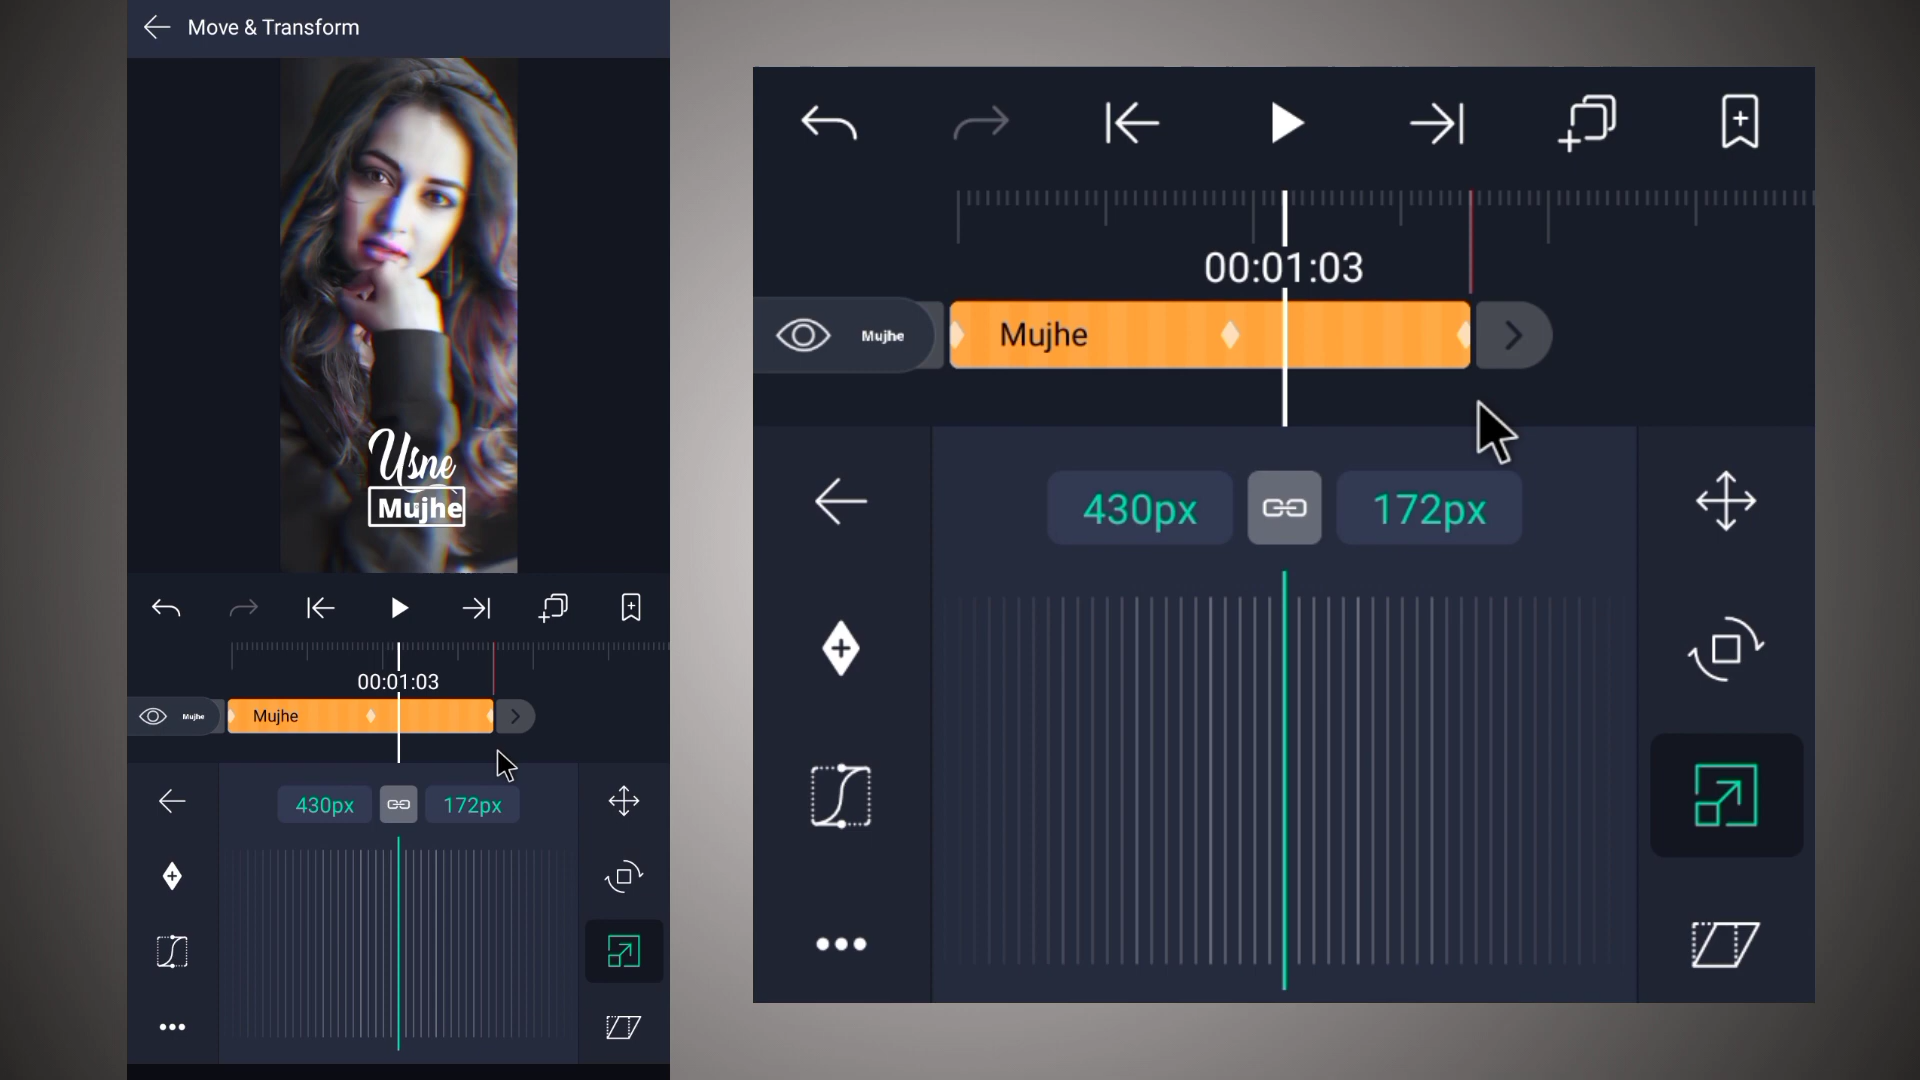 Move & Transform
Usne
Mujhe
00:01:03
Mujhe
Mujhe
430px
172px
00:01:03
Mujhe
Mujhe
430px
172px